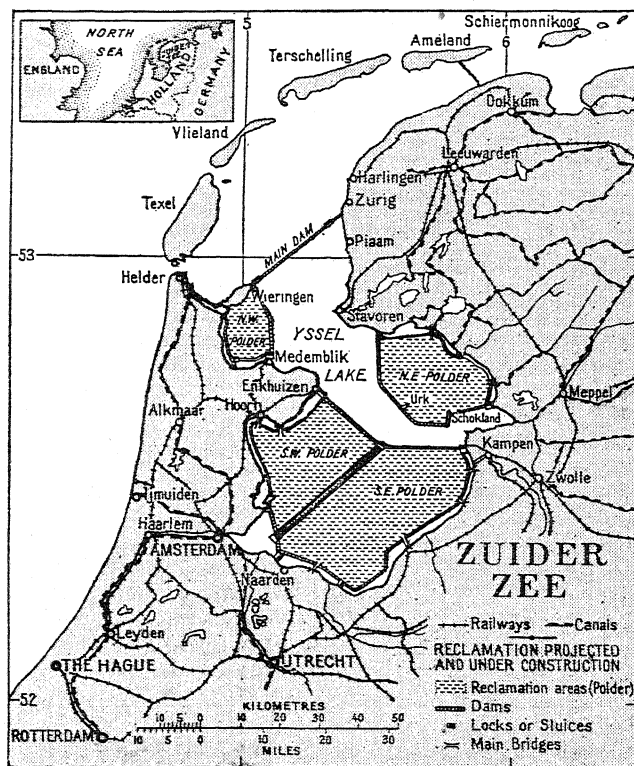 NORTH
SEA
ENGLAND
HOLLAND
GERMANY
5
6
Schiermonnikoog
Ameland
Terschelling
Vlieland
Texel
Dokkum
Leeuwarden
Harlingen
Zurig
Piaam
MAIN DAM
53
Helder
Wieringen
Stavoren
N.W.
POLDER
YSSEL
LAKE
Medemblik
Enkhuizen
N.E. POLDER
Urk
Schokland
Meppel
Hoorn
Alkmaar
S.W. POLDER
Kampen
S.E. POLDER
Zwolle
Ijmuiden
Haarlem
AMSTERDAM
Naarden
ZUIDER
ZEE
Leyden
THE HAGUE
UTRECHT
ROTTERDAM
52
Railways
Canals
RECLAMATION PROJECTED
AND UNDER CONSTRUCTION
Reclamation areas (Polder)
Dams
Locks or Sluices
Main Bridges
KILOMETRES
10 5 0 10 20 30 40 50
10 5 0 10 20 30
MILES